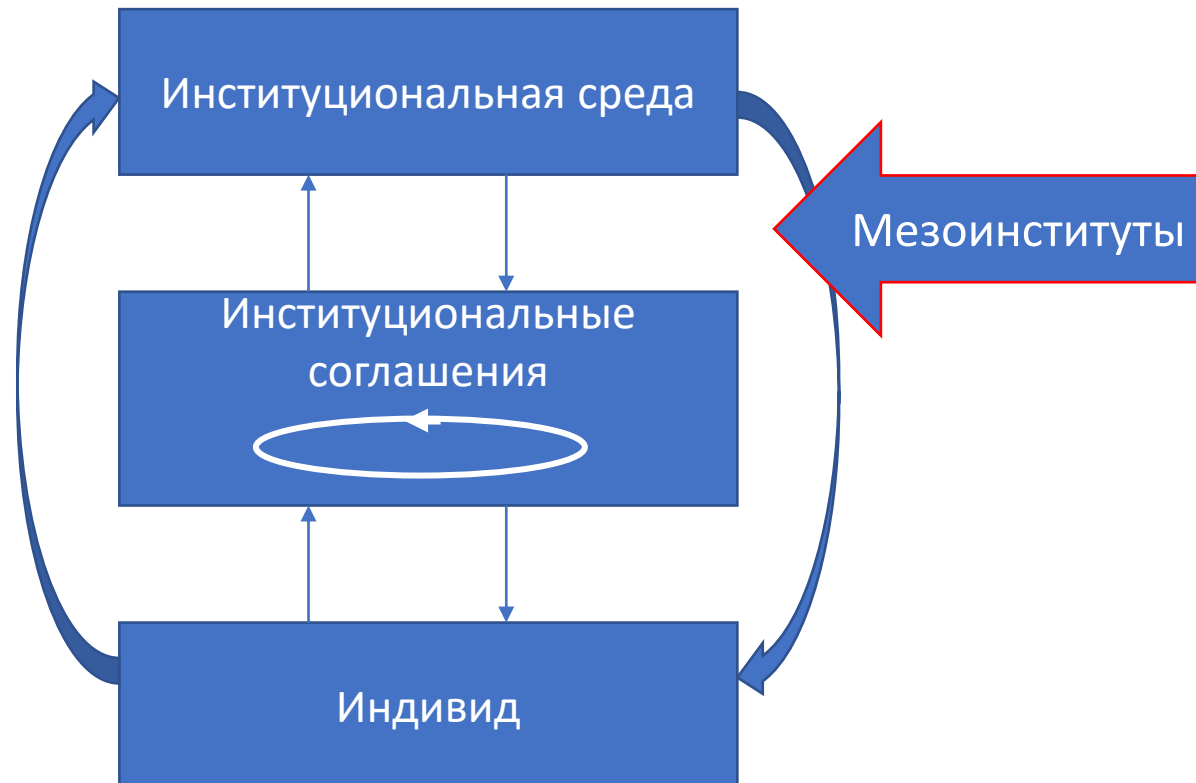 Институциональная среда
Мезоинституты
Институциональные
соглашения
Индивид